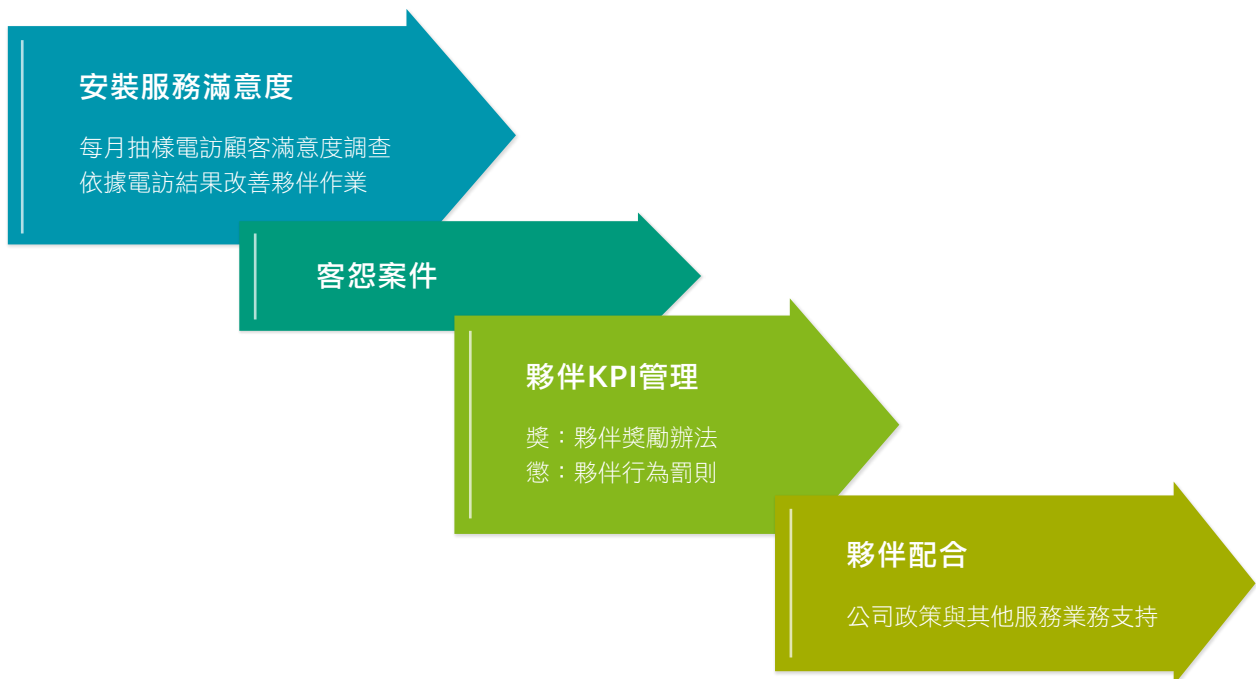 安裝服務滿意度
每月抽樣電訪顧客滿意度調查
依據電訪結果改善夥伴作業
客怨案件
夥伴KPI管理
獎：夥伴獎勵辦法
懲：夥伴行為罰則
夥伴配合
公司政策與其他服務業務支持